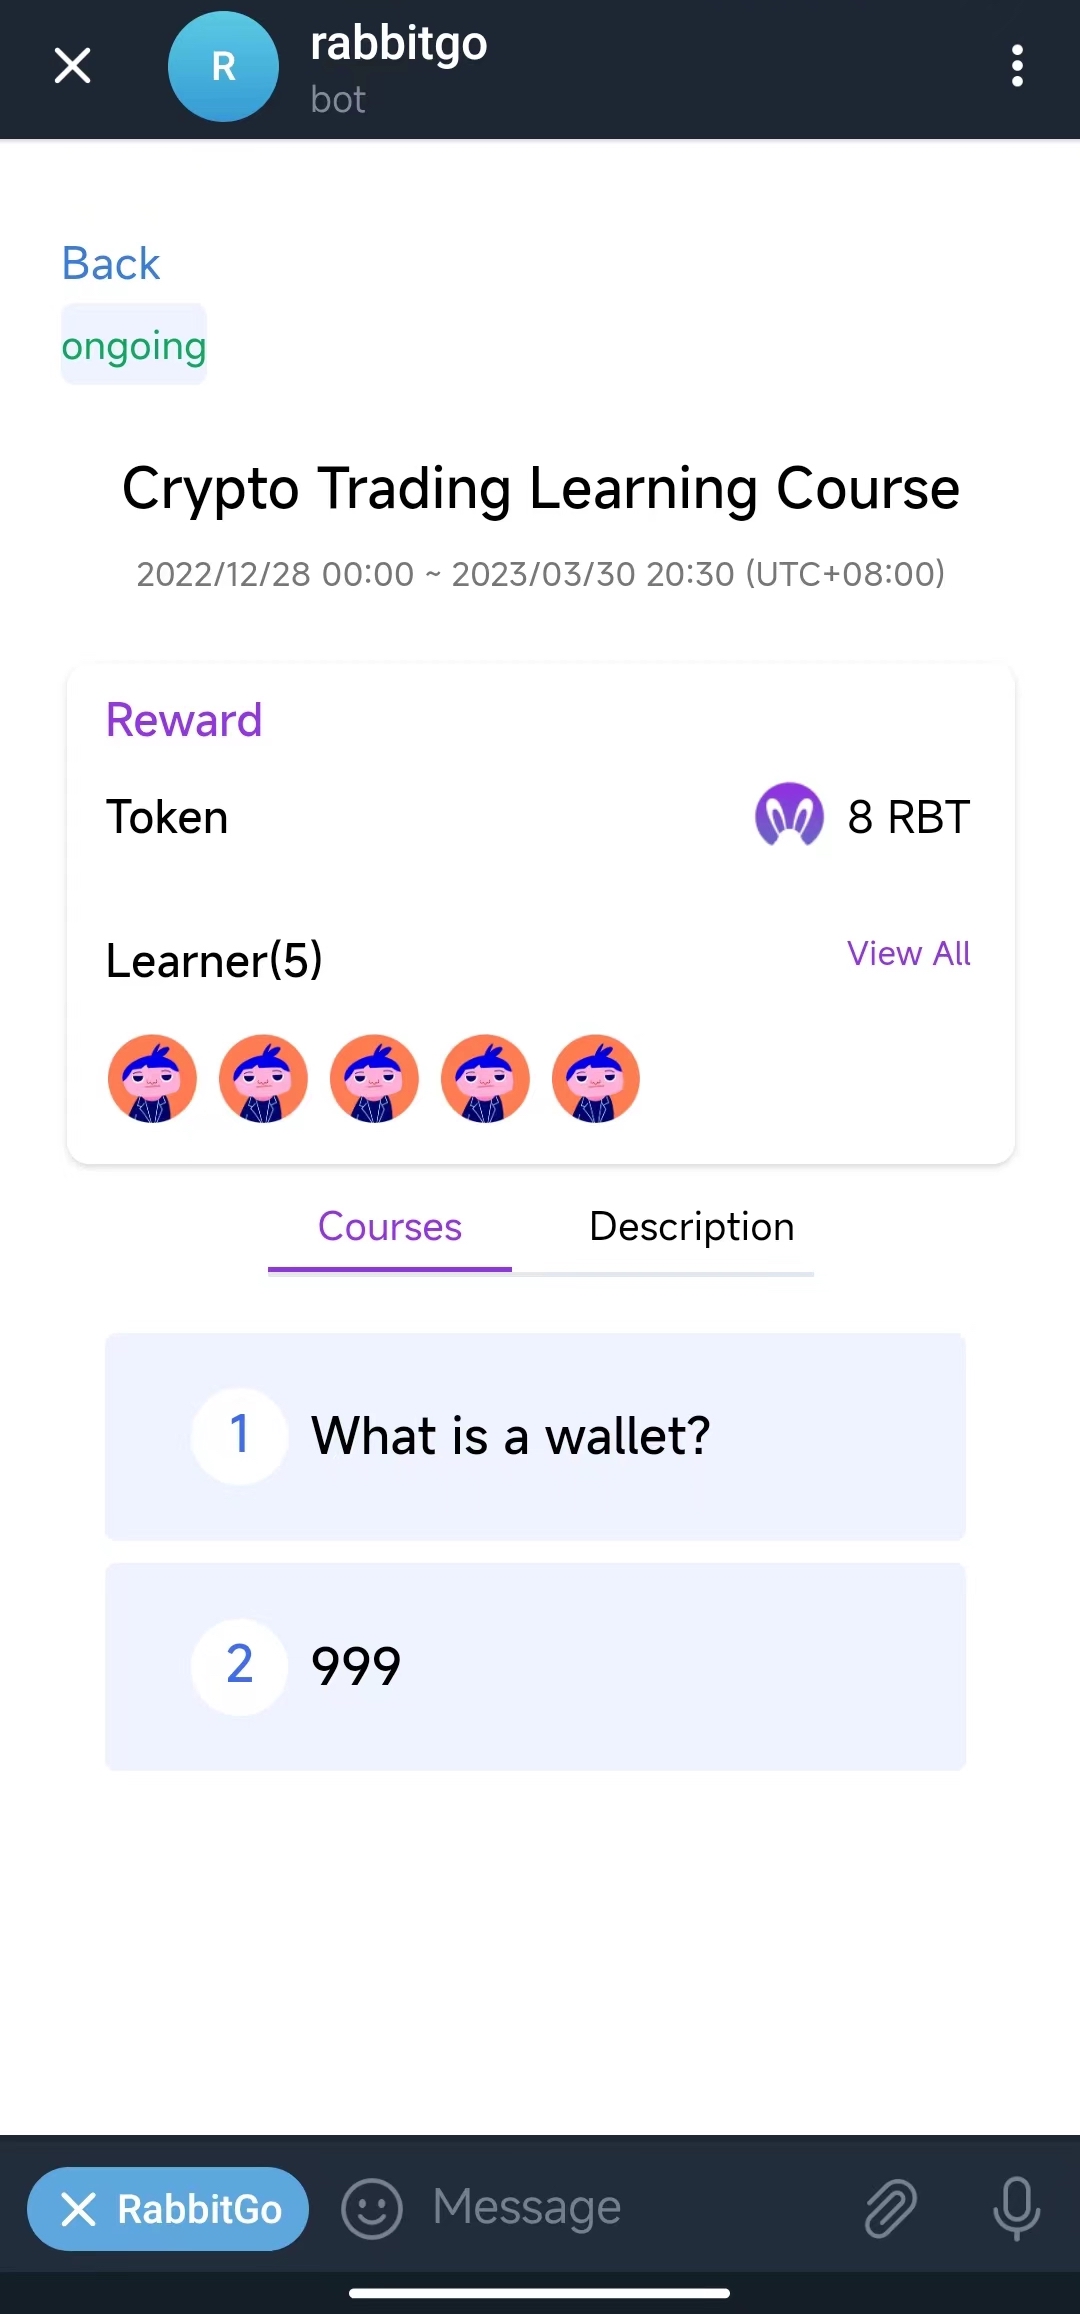 R
rabbitgo
bot
Back
ongoing
Crypto Trading Learning Course
2022/12/28 00:00 ~ 2023/03/30 20:30 (UTC+08:00)
Reward
Token 8 RBT
Learner(5) View All
Courses Description
1 What is a wallet?
2 999
RabbitGo Message